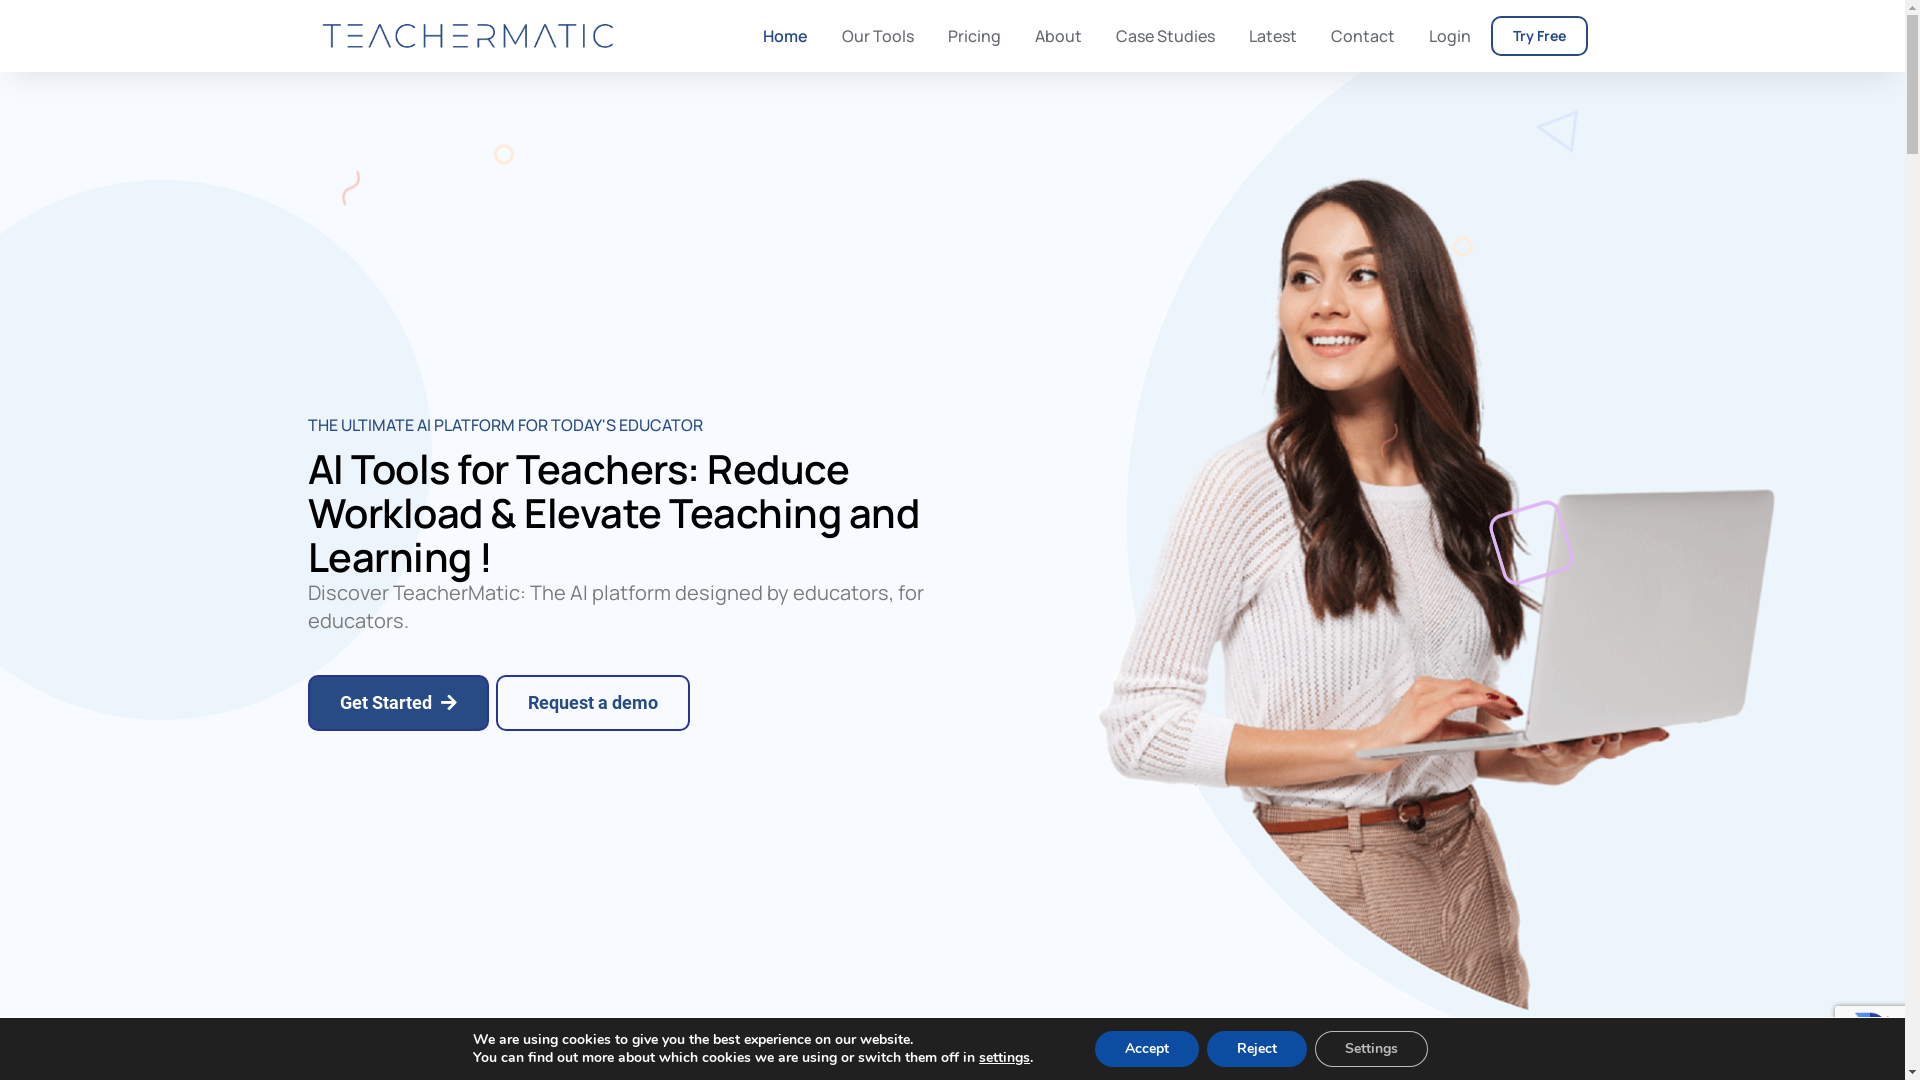 TEACHERMATIC
Home
Our Tools
Pricing
About
Case Studies
Latest
Contact
Login
Try Free
THE ULTIMATE AI PLATFORM FOR TODAY'S EDUCATOR
AI Tools for Teachers: Reduce
Workload & Elevate Teaching and
Learning !
Discover TeacherMatic: The AI platform designed by educators, for
educators.
Get Started
Request a demo
We are using cookies to give you the best experience on our website.
You can find out more about which cookies we are using or switch them off in settings.
Accept
Reject
Settings